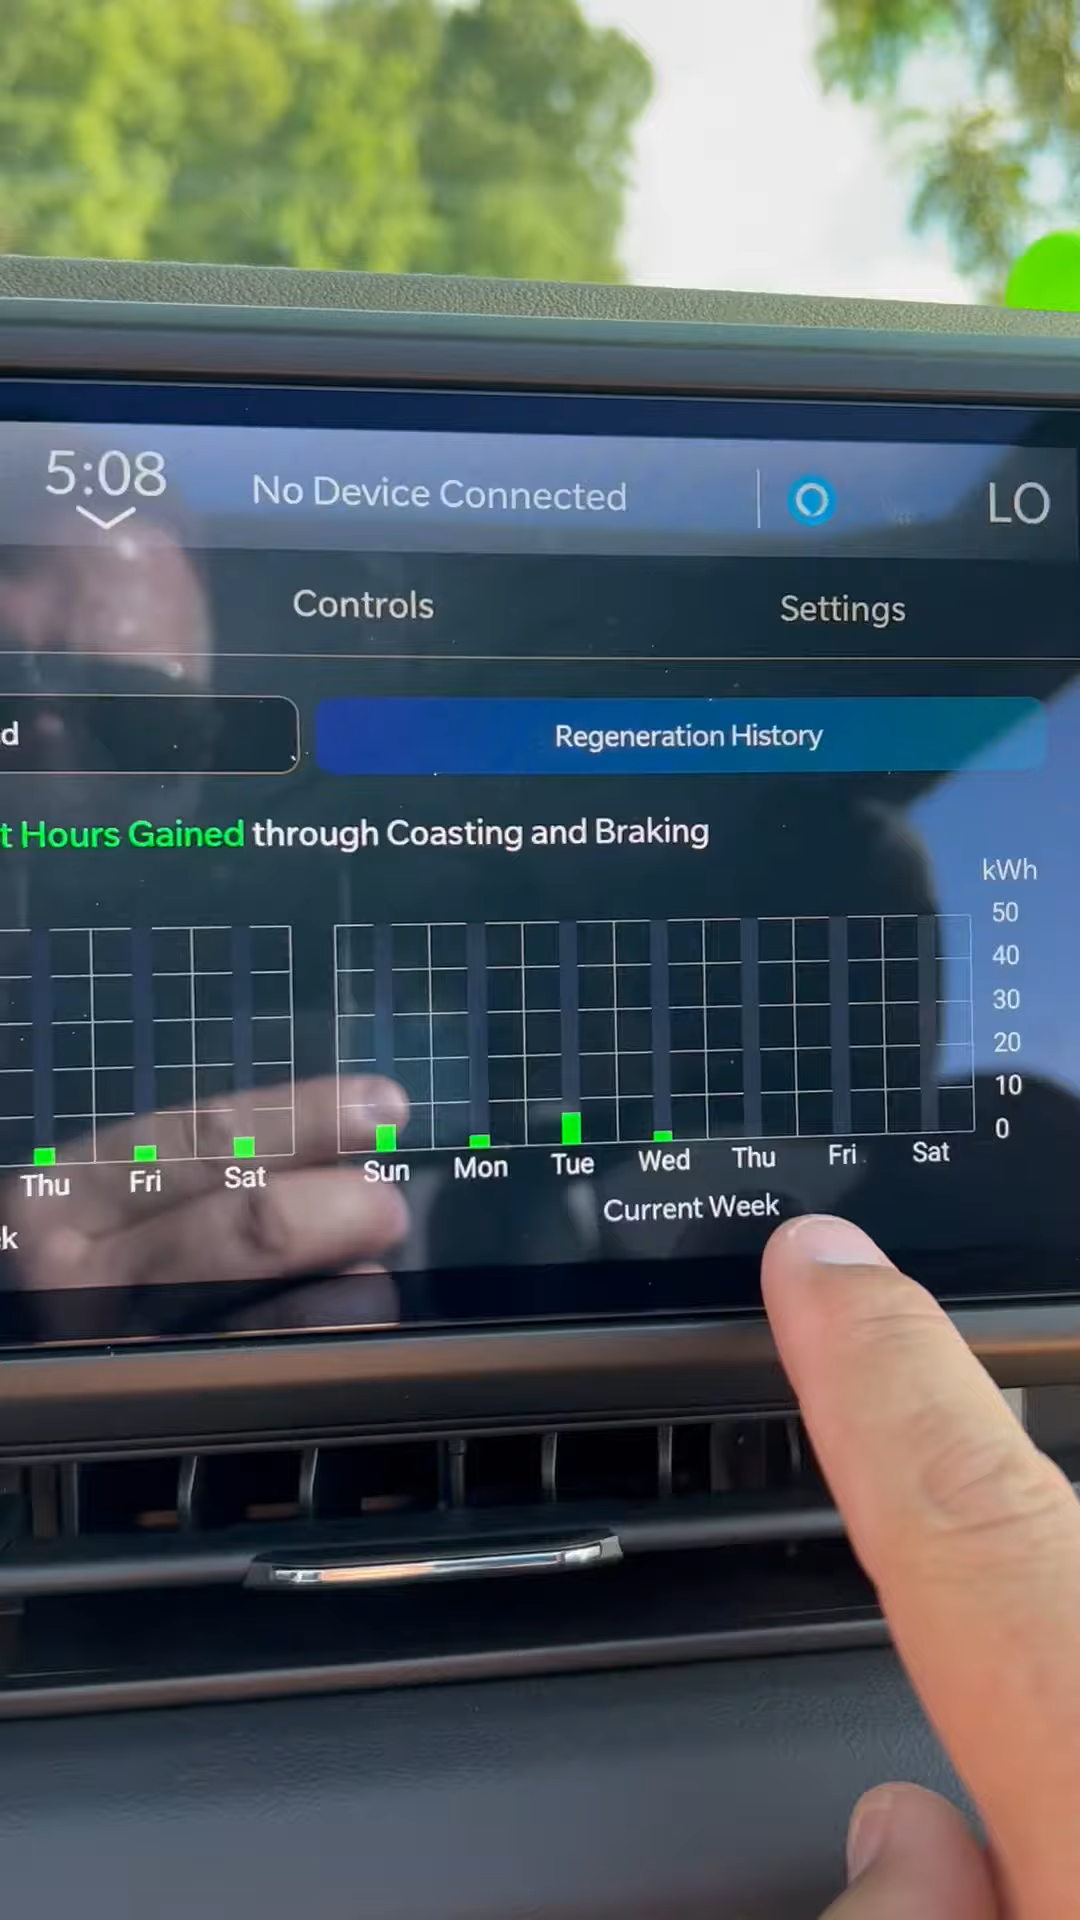 5:08
No Device Connected
LO
Controls
Settings
d
Regeneration History
t Hours Gained through Coasting and Braking
kWh
50
40
30
20
10
0
Thu Fri Sat Sun Mon Tue Wed Thu Fri Sat
Current Week
k